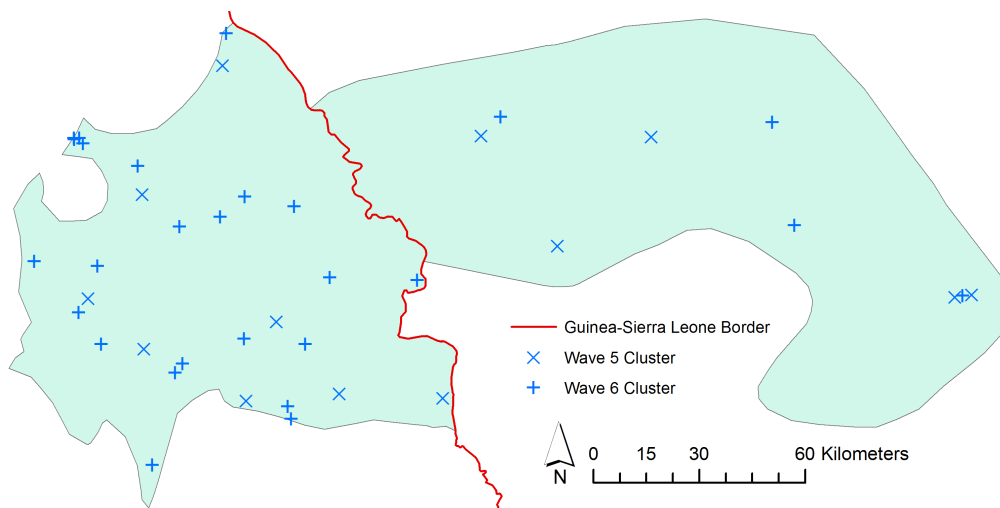 Guinea-Sierra Leone Border
Wave 5 Cluster
Wave 6 Cluster
N
0 15 30 60 Kilometers